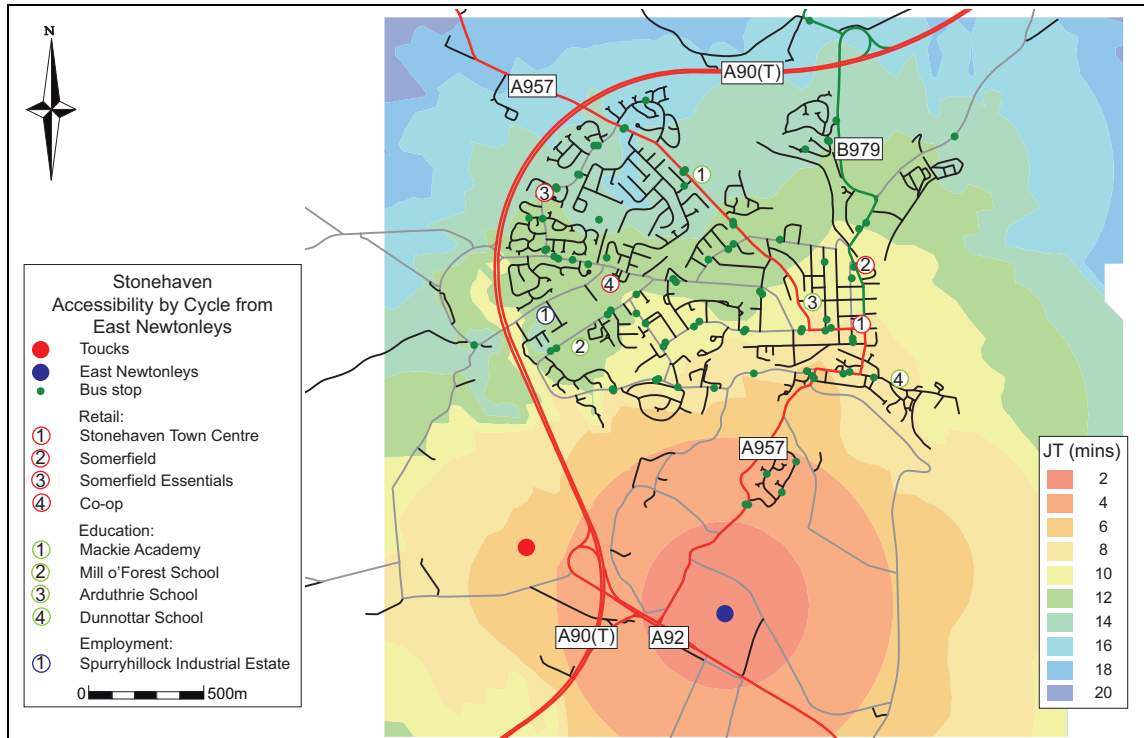 N
A957
A90(T)
B979
1
3
2
4
3
1
1
2
4
A957
A90(T)
A92
Stonehaven
Accessibility by Cycle from
East Newtonleys
Toucks
East Newtonleys
Bus stop
Retail:
1 Stonehaven Town Centre
2 Somerfield
3 Somerfield Essentials
4 Co-op
Education:
1 Mackie Academy
2 Mill o'Forest School
3 Arduthrie School
4 Dunnottar School
Employment:
1 Spurryhillock Industrial Estate
0 500m
JT (mins)
2
4
6
8
10
12
14
16
18
20